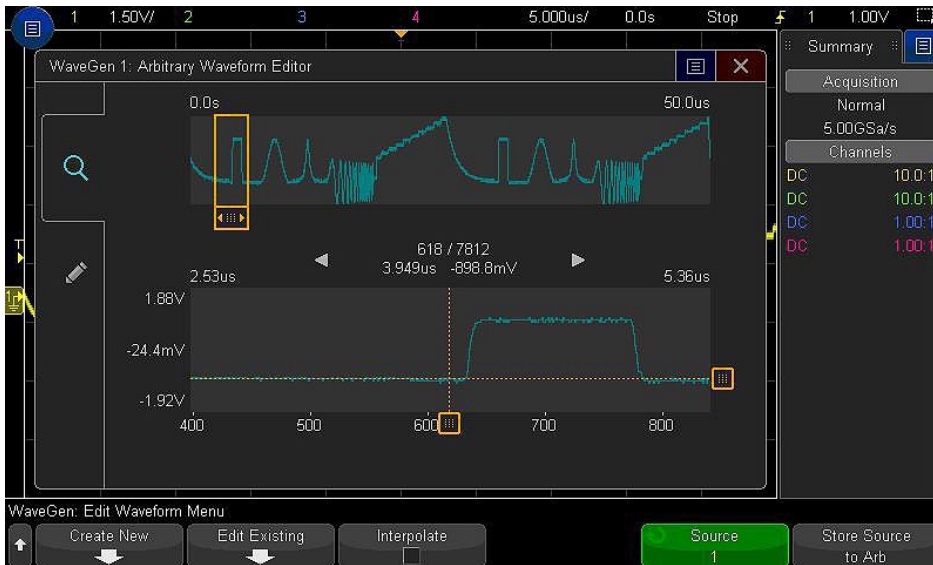 1 1.50V/ 2 3 4 5.000us/ 0.0s Stop 1 1.00V
Summary
WaveGen 1: Arbitrary Waveform Editor
Acquisition
Normal
5.00GSa/s
Channels
DC 10.0:1
DC 10.0:1
DC 1.00:1
DC 1.00:1
0.0s 50.0us
618 / 7812
3.949us -898.8mV
2.53us 5.36us
1.88V
-24.4mV
-1.92V
400 500 600 700 800
T
WaveGen: Edit Waveform Menu
Create New
Edit Existing
Interpolate
Source
1
Store Source
to Arb